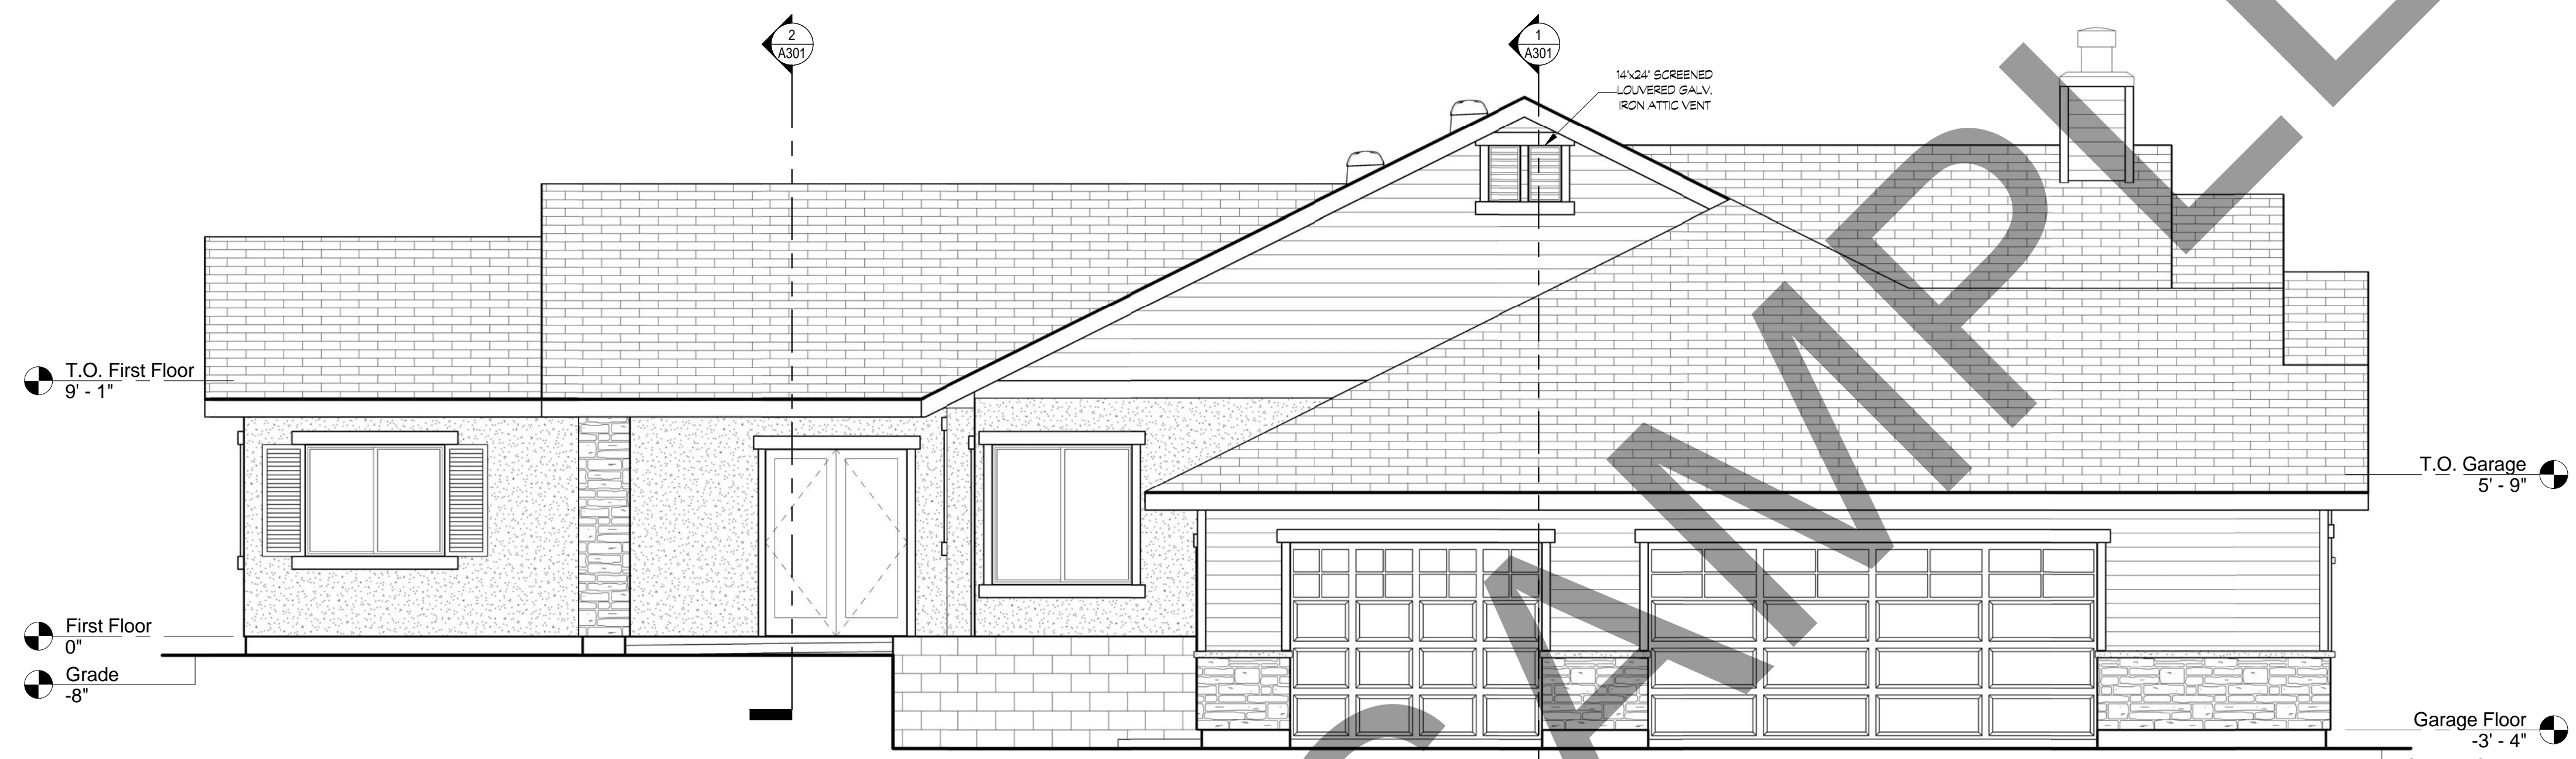 2
A301
1
A301
14"x24" SCREENED
LOUVERED GALV.
IRON ATTIC VENT
T.O. First Floor
9' - 1"
T.O. Garage
5' - 9"
First Floor
0"
Grade
-8"
Garage Floor
-3' - 4"
SAMPLE